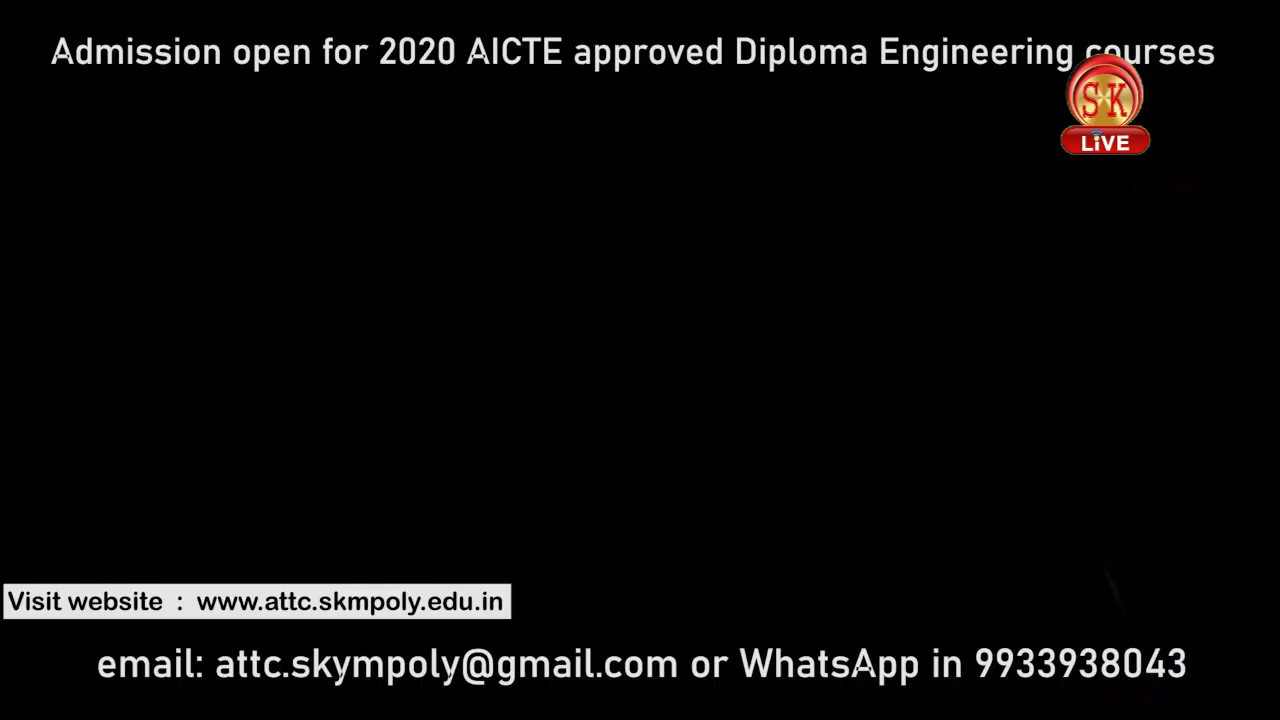 Admission open for 2020 AICTE approved Diploma Engineering courses
SK
LiVE
Visit website : www.attc.skmpoly.edu.in
email: attc.skympoly@gmail.com or WhatsApp in 9933938043